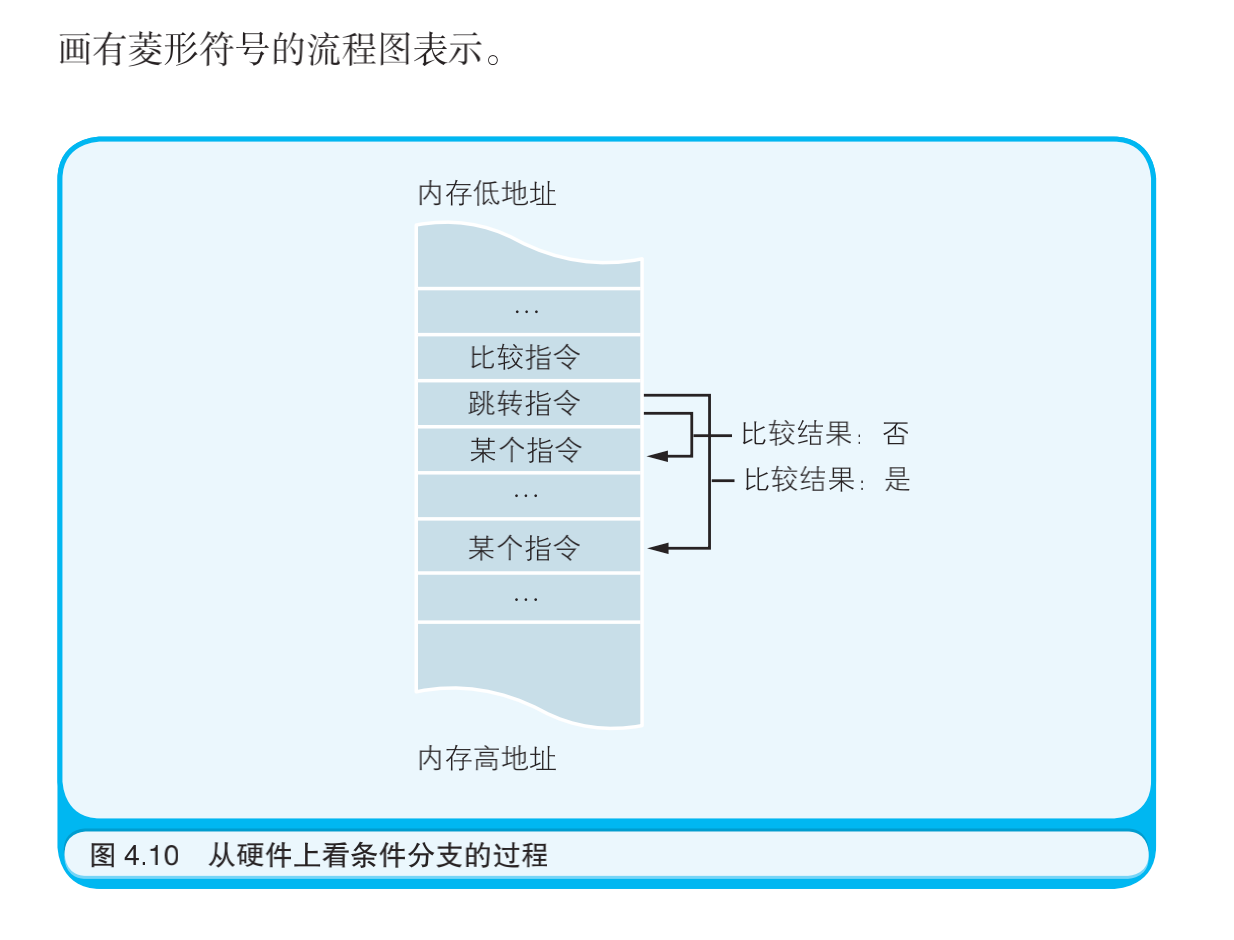 画有菱形符号的流程图表示。
内存低地址
…
比较指令
跳转指令
某个指令
…
某个指令
…
比较结果：否
比较结果：是
内存高地址
图 4.10 从硬件上看条件分支的过程